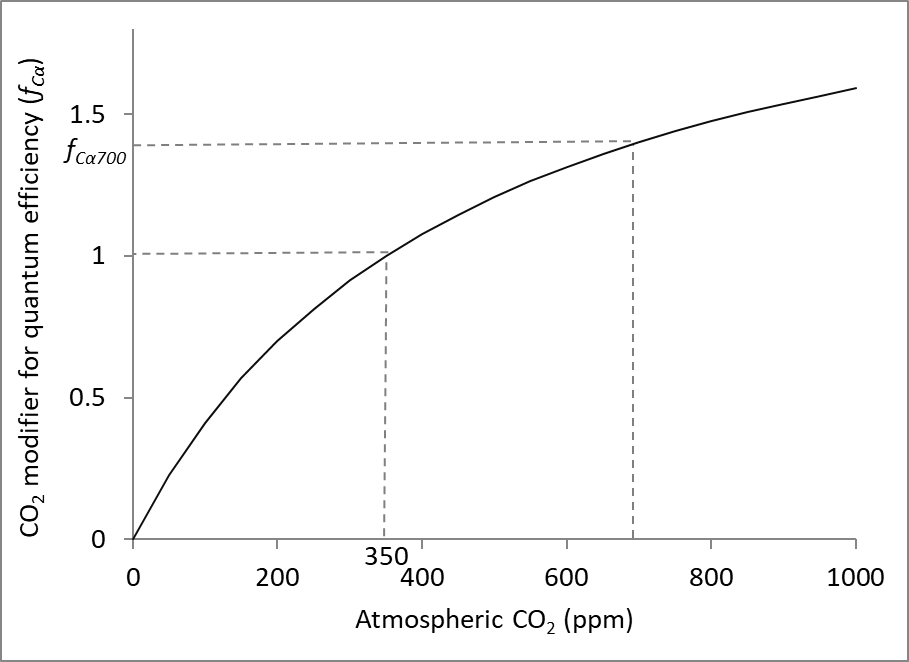 CO₂ modifier for quantum efficiency (fCα)
1.5
fCα700
1
0.5
0
350
0 200 400 600 800 1000
Atmospheric CO₂ (ppm)